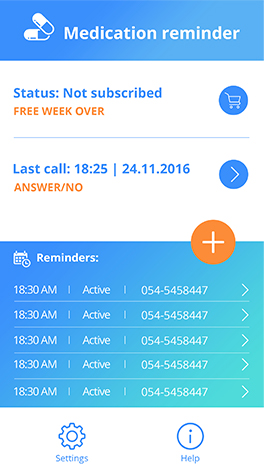 Medication reminder
Status: Not subscribed
FREE WEEK OVER
Last call: 18:25 | 24.11.2016
ANSWER/NO
Reminders:
18:30 AM | Active | 054-5458447
18:30 AM | Active | 054-5458447
18:30 AM | Active | 054-5458447
18:30 AM | Active | 054-5458447
18:30 AM | Active | 054-5458447
Settings
Help